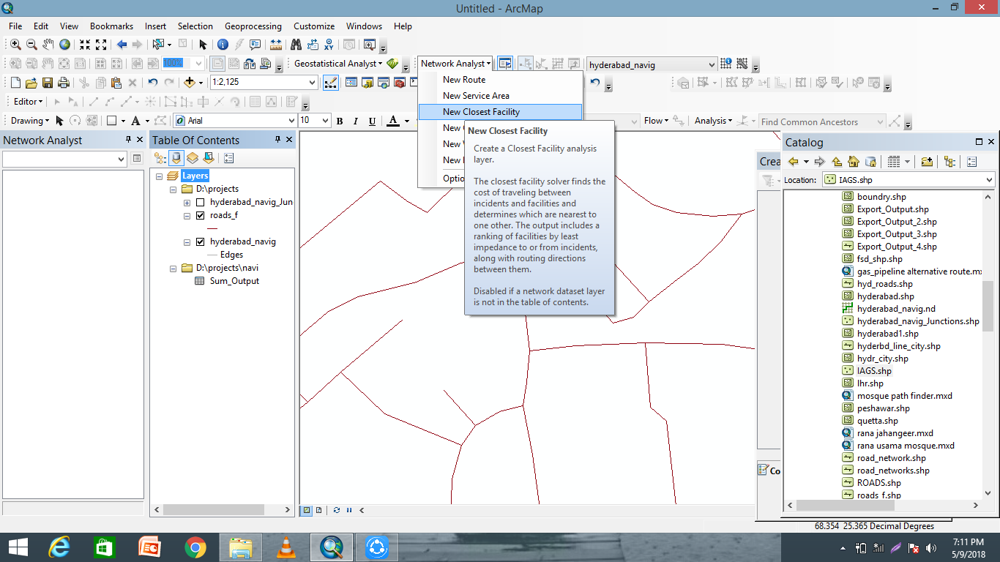 Untitled - ArcMap
File Edit View Bookmarks Insert Selection Geoprocessing Customize Windows Help
100% Geostatistical Analyst Network Analyst hyderabad_navig
1:2,125
Editor
Drawing A Arial 10 B I U A Flow Analysis Find Common Ancestors
New Route
New Service Area
New Closest Facility
New
New
New
Optio
New Closest Facility
Create a Closest Facility analysis
layer.
The closest facility solver finds the
cost of traveling between
incidents and facilities and
determines which are nearest to
one other. The output includes a
ranking of facilities by least
impedance to or from incidents,
along with routing directions
between them.
Disabled if a network dataset layer
is not in the table of contents.
Network Analyst
Table Of Contents
Layers
D:\projects
hyderabad_navig_Jun
roads_f
hyderabad_navig
Edges
D:\projects\navi
Sum_Output
Crea
Co
Catalog
Location: IAGS.shp
boundry.shp
Export_Output.shp
Export_Output_2.shp
Export_Output_3.shp
Export_Output_4.shp
fsd_shp.shp
gas_pipeline alternative route.mx
hyd_roads.shp
hyderabad.shp
hyderabad_navig.nd
hyderabad_navig_Junctions.shp
hyderabad1.shp
hyderbd_line_city.shp
hydr_city.shp
IAGS.shp
lhr.shp
mosque path finder.mxd
peshawar.shp
quetta.shp
rana jahangeer.mxd
rana usama mosque.mxd
road_network.shp
road_networks.shp
ROADS.shp
roads_f.shp
68.354 25.365 Decimal Degrees
7:11 PM
5/9/2018